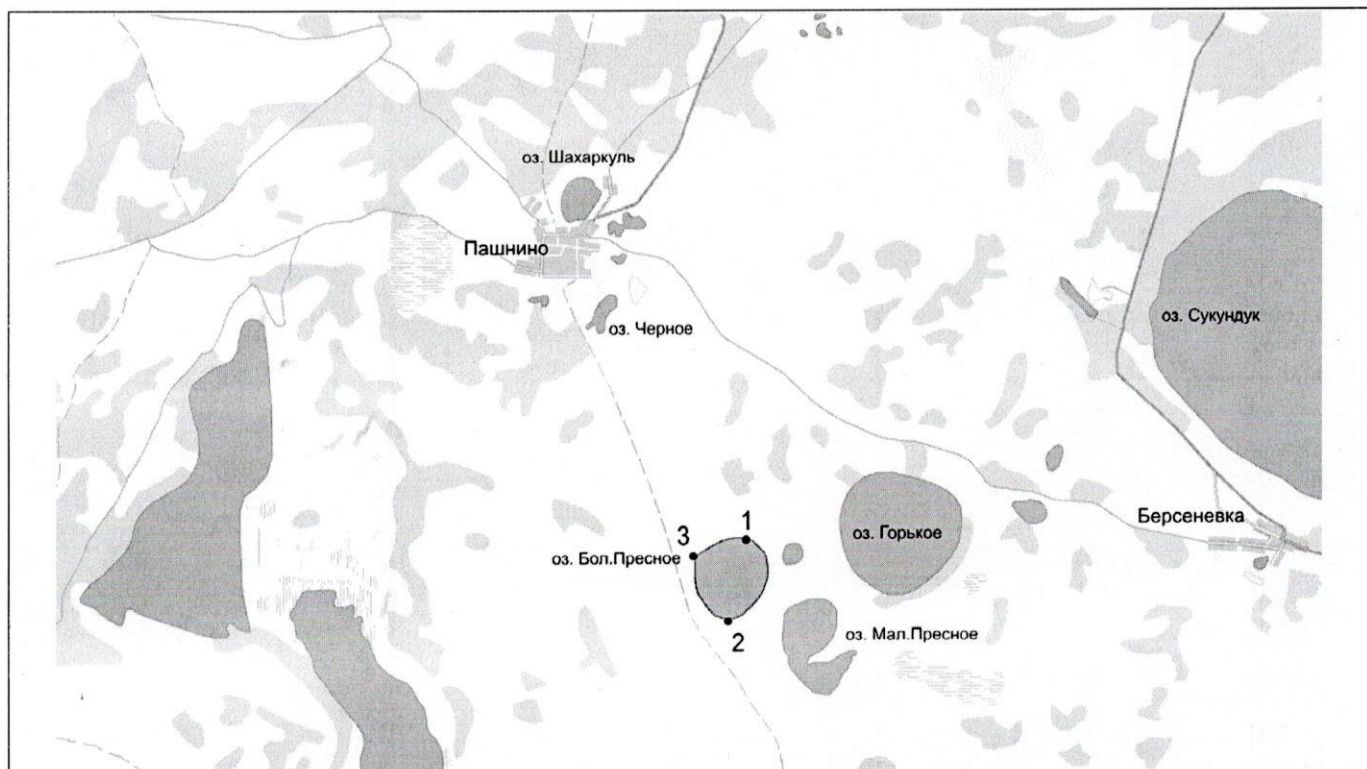 оз. Шахаркуль
Пашнино
оз. Черное
оз. Сукундук
оз. Горькое
Берсеневка
1
3
оз. Бол.Пресное
2
оз. Мал.Пресное